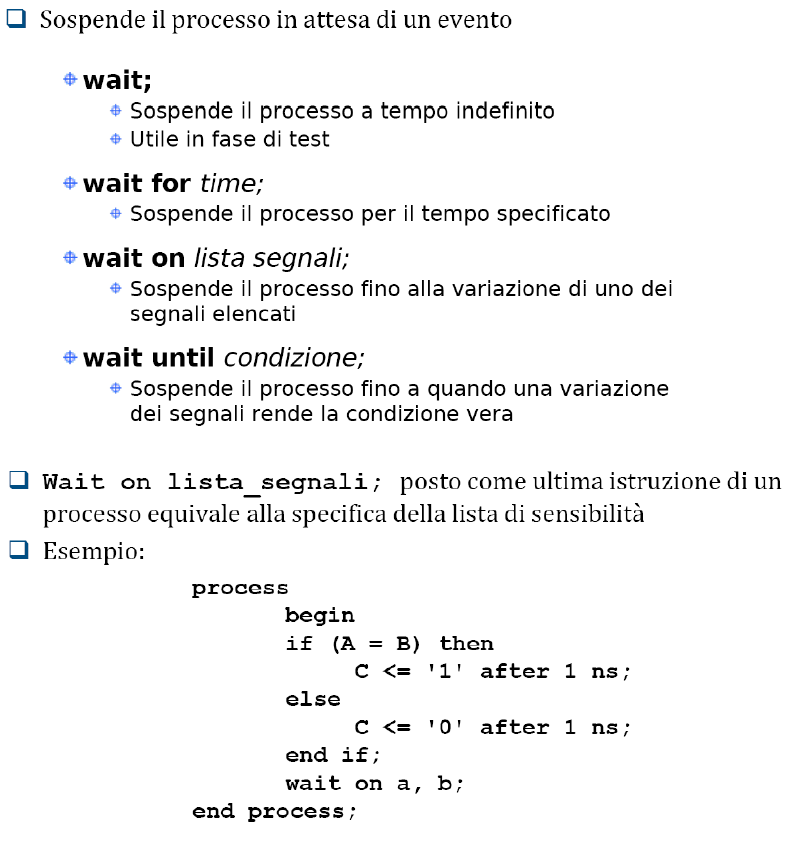 Sospende il processo in attesa di un evento
wait;
Sospende il processo a tempo indefinito
Utile in fase di test
wait for time;
Sospende il processo per il tempo specificato
wait on lista segnali;
Sospende il processo fino alla variazione di uno dei
segnali elencati
wait until condizione;
Sospende il processo fino a quando una variazione
dei segnali rende la condizione vera
Wait on lista_segnali; posto come ultima istruzione di un
processo equivale alla specifica della lista di sensibilità
Esempio:
process
begin
if (A = B) then
C <= '1' after 1 ns;
else
C <= '0' after 1 ns;
end if;
wait on a, b;
end process;